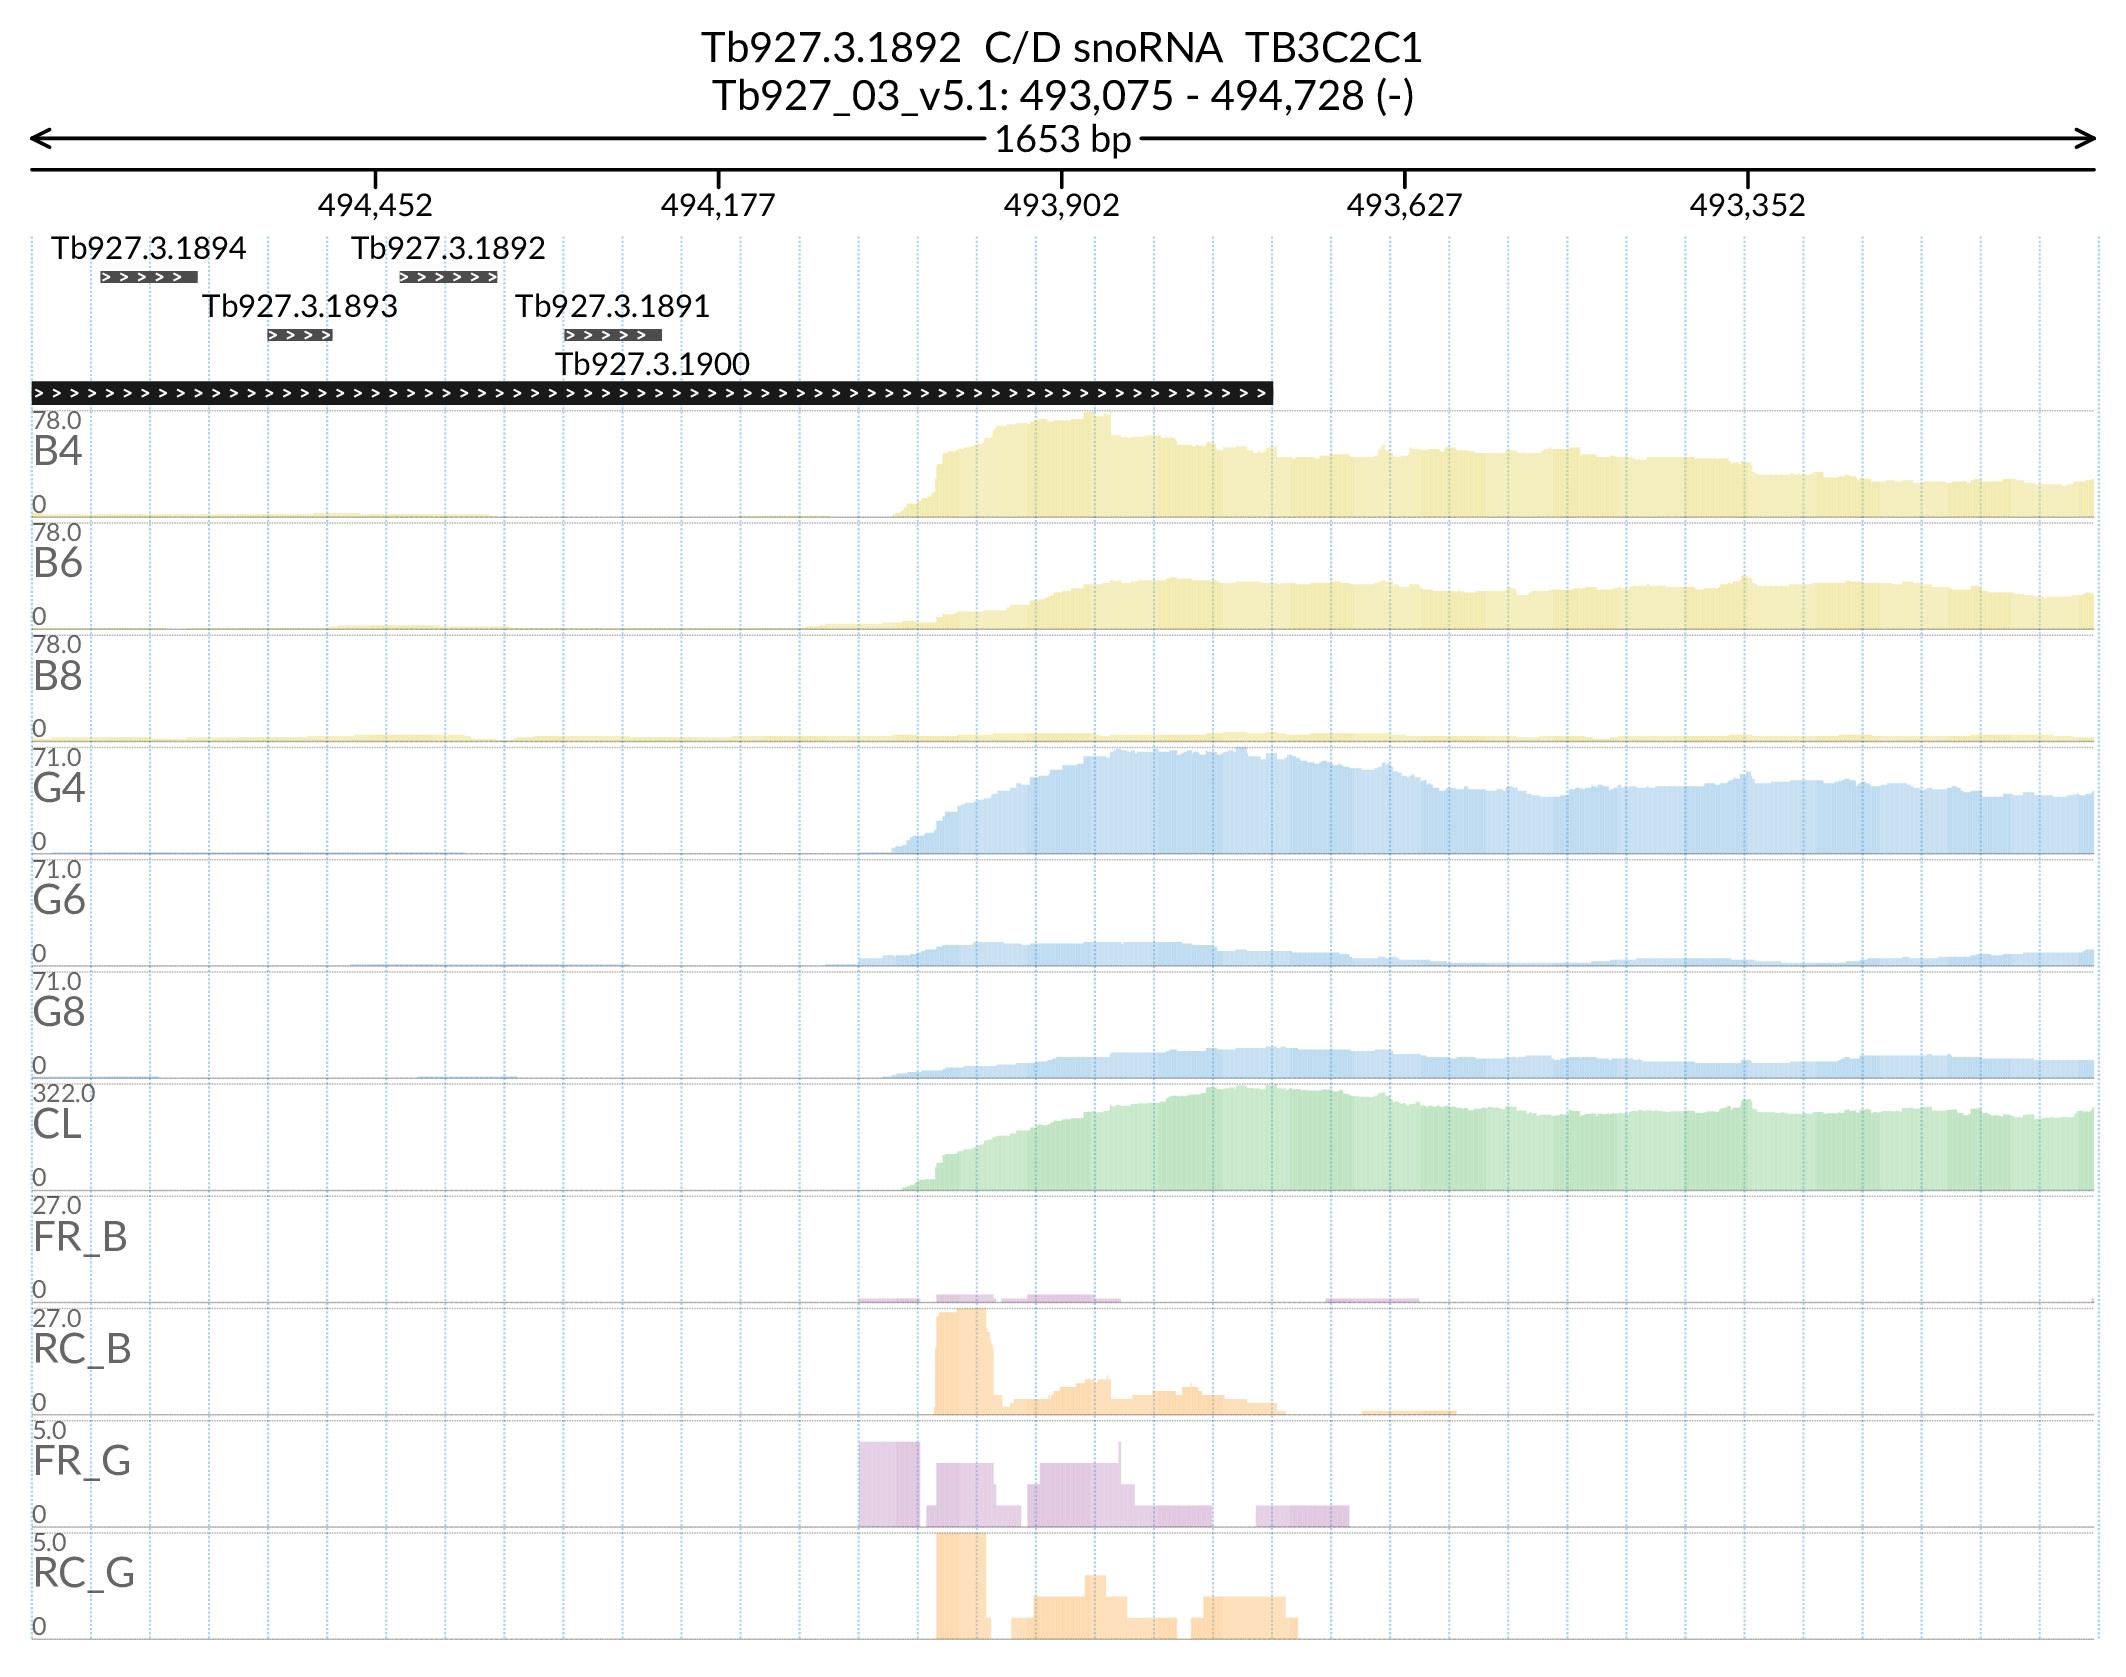 Tb927.3.1892 C/D snoRNA TB3C2C1
Tb927_03_v5.1: 493,075 - 494,728 (-)
1653 bp
494,452 494,177 493,902 493,627 493,352
Tb927.3.1894 Tb927.3.1892
Tb927.3.1893 Tb927.3.1891
Tb927.3.1900
78.0
B4
0
78.0
B6
0
78.0
B8
0
71.0
G4
0
71.0
G6
0
71.0
G8
0
322.0
CL
0
27.0
FR_B
0
27.0
RC_B
0
5.0
FR_G
0
5.0
RC_G
0